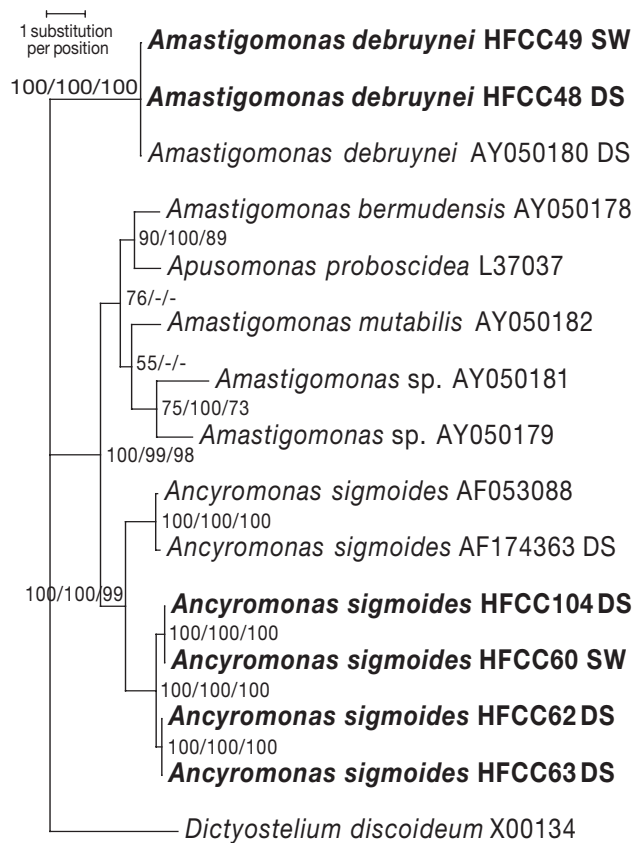 1 substitution
per position
Amastigomonas debruynei HFCC49 SW
100/100/100
Amastigomonas debruynei HFCC48 DS
Amastigomonas debruynei AY050180 DS
Amastigomonas bermudensis AY050178
90/100/89
Apusomonas proboscidea L37037
76/-/-
Amastigomonas mutabilis AY050182
55/-/-
Amastigomonas sp. AY050181
75/100/73
Amastigomonas sp. AY050179
100/99/98
Ancyromonas sigmoides AF053088
100/100/100
Ancyromonas sigmoides AF174363 DS
100/100/99
Ancyromonas sigmoides HFCC104 DS
100/100/100
Ancyromonas sigmoides HFCC60 SW
100/100/100
Ancyromonas sigmoides HFCC62 DS
100/100/100
Ancyromonas sigmoides HFCC63 DS
Dictyostelium discoideum X00134